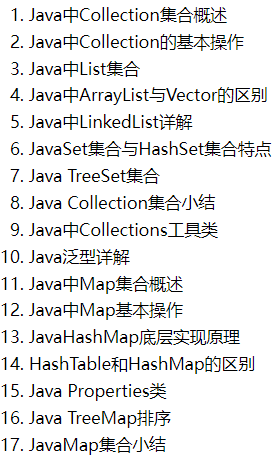 1. Java中Collection集合概述
2. Java中Collection的基本操作
3. Java中List集合
4. Java中ArrayList与Vector的区别
5. Java中LinkedList详解
6. JavaSet集合与HashSet集合特点
7. Java TreeSet集合
8. Java Collection集合小结
9. Java中Collections工具类
10. Java泛型详解
11. Java中Map集合概述
12. Java中Map基本操作
13. JavaHashMap底层实现原理
14. HashTable和HashMap的区别
15. Java Properties类
16. Java TreeMap排序
17. JavaMap集合小结